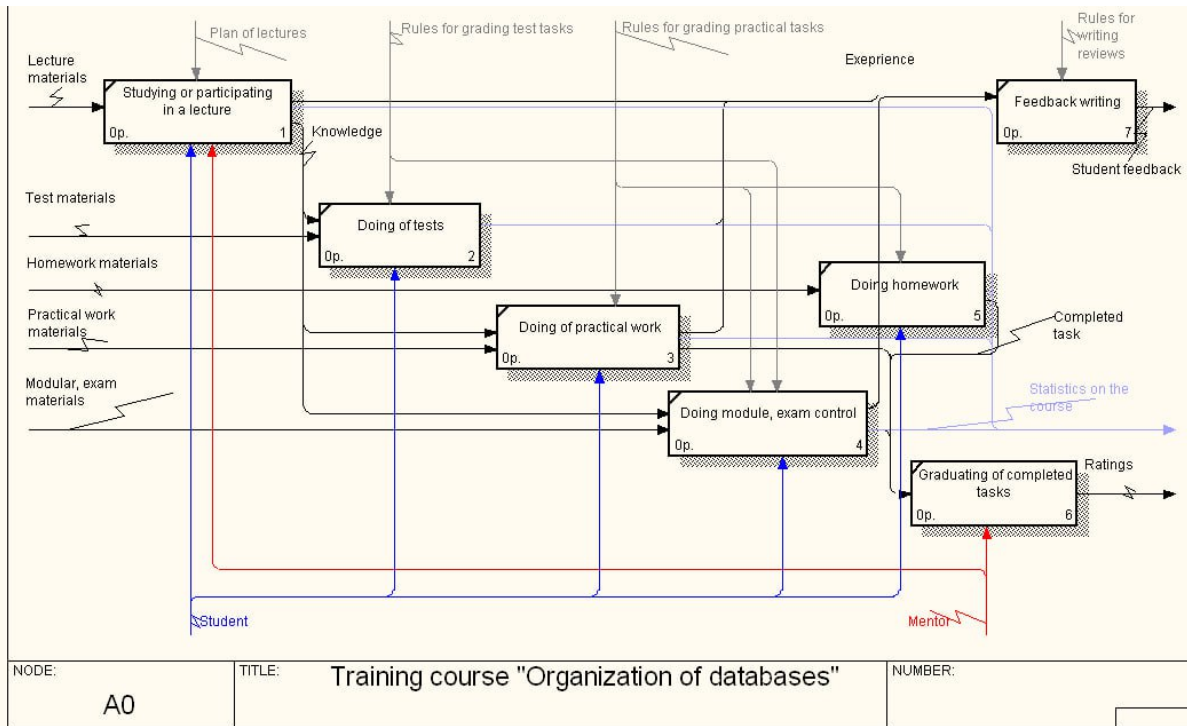 Plan of lectures
Rules for grading test tasks
Rules for grading practical tasks
Rules for
writing
reviews
Lecture
materials
Exeprience
Studying or participating
in a lecture
0p.
1
Feedback writing
0p.
7
Knowledge
Student feedback
Test materials
Doing of tests
0p.
2
Homework materials
Doing homework
0p.
5
Practical work
materials
Doing of practical work
0p.
3
Completed
task
Modular, exam
materials
Doing module, exam control
0p.
4
Statistics on the
course
Graduating of completed
tasks
0p.
6
Ratings
Student
Mentor
NODE:
A0
TITLE:
Training course "Organization of databases"
NUMBER: